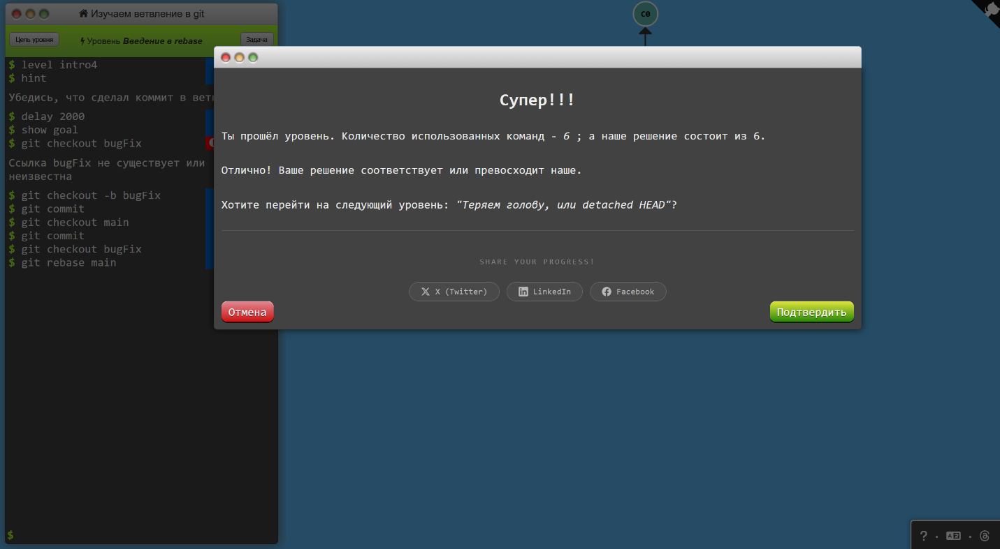 Изучаем ветвление в git
C0
Цель уровня
Уровень Введение в rebase
Задача
$ level intro4
$ hint
Убедись, что сделал коммит в
$ delay 2000
$ show goal
$ git checkout bugFix
Ссылка bugFix не существует или
неизвестна
$ git checkout -b bugFix
$ git commit
$ git checkout main
$ git commit
$ git checkout bugFix
$ git rebase main
$
Супер!!!
Ты прошёл уровень. Количество использованных команд - 6 ; а наше решение состоит из 6.
Отлично! Ваше решение соответствует или превосходит наше.
Хотите перейти на следующий уровень: "Теряем голову, или detached HEAD"?
SHARE YOUR PROGRESS!
X (Twitter)
LinkedIn
Facebook
Отмена
Подтвердить
?